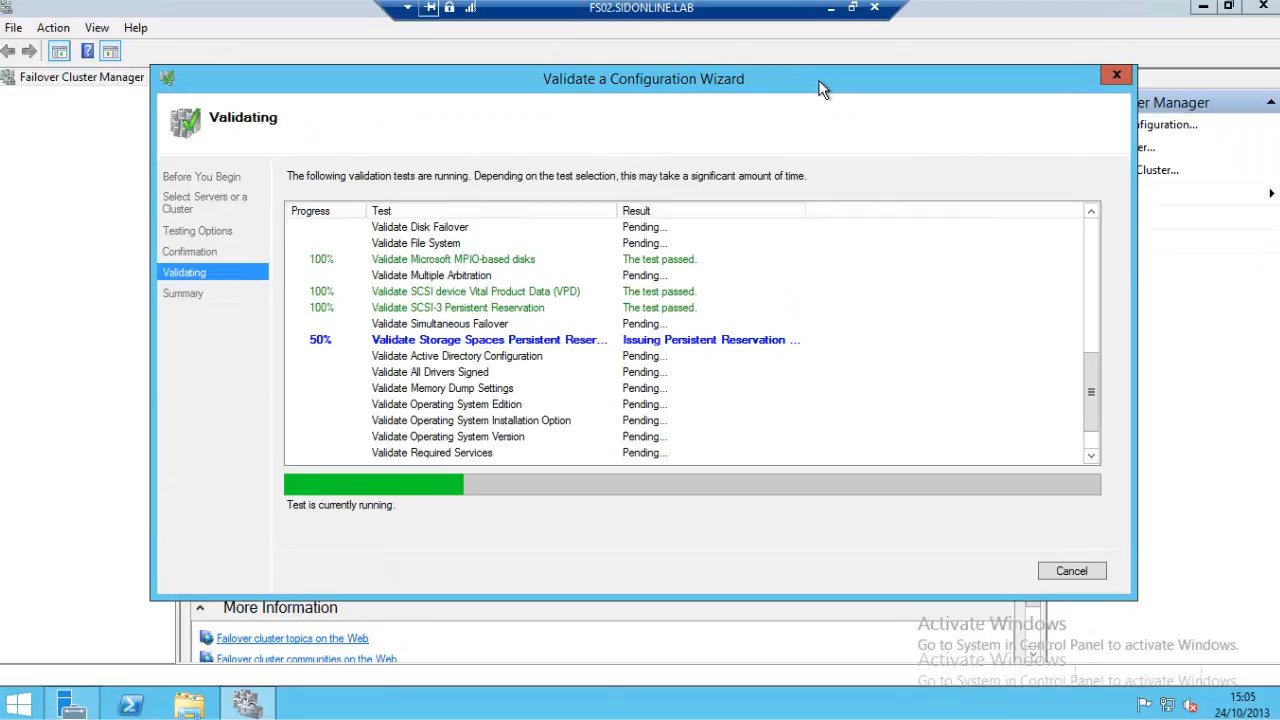 FS02.SIDONLINE.LAB
File Action View Help
Failover Cluster Manager
Validate a Configuration Wizard
er Manager
Validating
nfiguration...
er...
Cluster...
Before You Begin
Select Servers or a
Cluster
Testing Options
Confirmation
Validating
Summary
The following validation tests are running. Depending on the test selection, this may take a significant amount of time.
Progress Test Result
Validate Disk Failover Pending...
Validate File System Pending...
100% Validate Microsoft MPIO-based disks The test passed.
Validate Multiple Arbitration Pending...
100% Validate SCSI device Vital Product Data (VPD) The test passed.
100% Validate SCSI-3 Persistent Reservation The test passed.
Validate Simultaneous Failover Pending...
50% Validate Storage Spaces Persistent Reser... Issuing Persistent Reservation ...
Validate Active Directory Configuration Pending...
Validate All Drivers Signed Pending...
Validate Memory Dump Settings Pending...
Validate Operating System Edition Pending...
Validate Operating System Installation Option Pending...
Validate Operating System Version Pending...
Validate Required Services Pending...
Test is currently running.
Cancel
More Information
Failover cluster topics on the Web
Failover cluster communities on the Web
Activate Windows
Go to System in Control Panel to activate Windows.
Activate Windows
Go to System in Control Panel to activate Windows.
15:05
24/10/2013